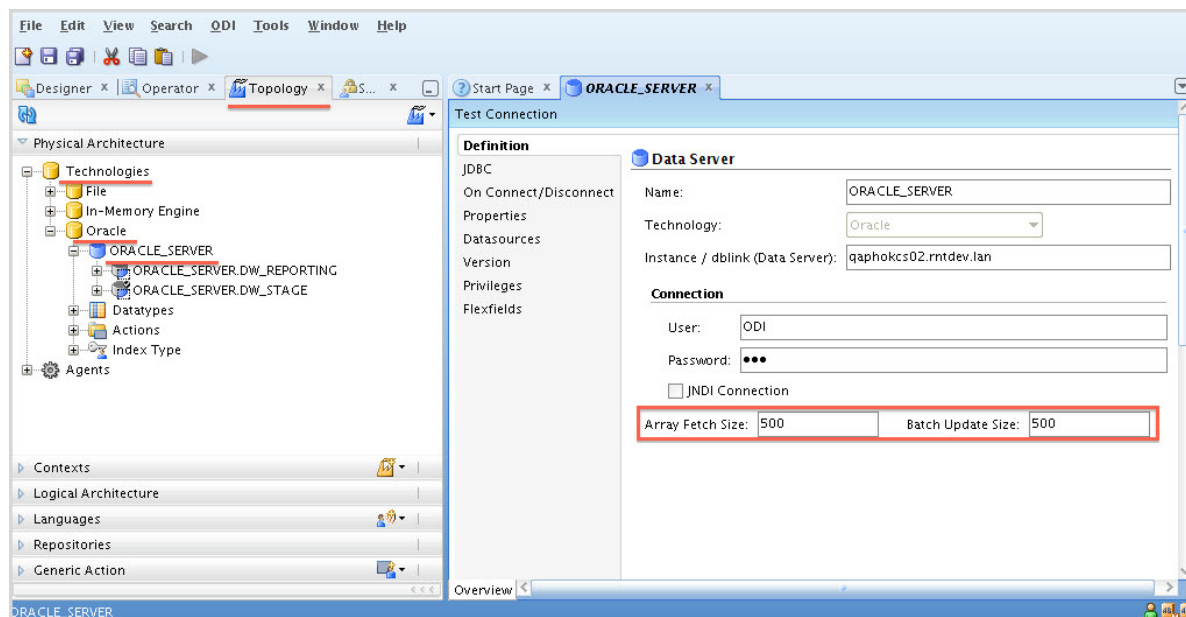 File Edit View Search ODI Tools Window Help
Designer x Operator x Topology x S... x
Start Page x ORACLE_SERVER x
Test Connection
Physical Architecture
Technologies
File
In-Memory Engine
Oracle
ORACLE_SERVER
ORACLE_SERVER.DW_REPORTING
ORACLE_SERVER.DW_STAGE
Datatypes
Actions
Index Type
Agents
Contexts
Logical Architecture
Languages
Repositories
Generic Action
Definition
JDBC
On Connect/Disconnect
Properties
Datasources
Version
Privileges
Flexfields
Data Server
Name: ORACLE_SERVER
Technology: Oracle
Instance / dblink (Data Server): qaphokcs02.rntdev.lan
Connection
User: ODI
Password: •••
JNDI Connection
Array Fetch Size: 500 Batch Update Size: 500
Overview
ORACLE_SERVER